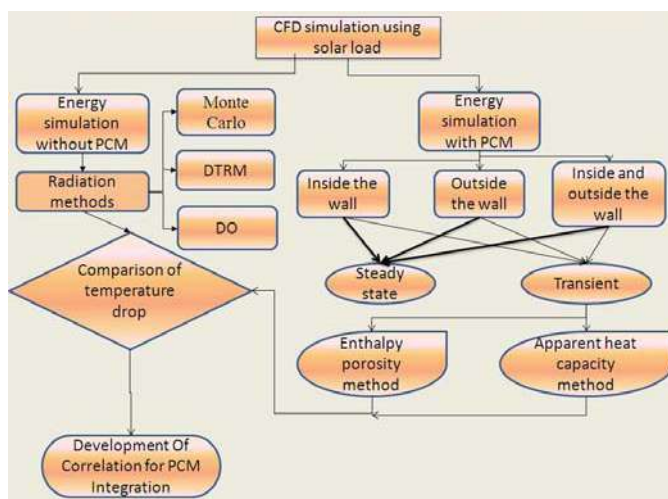 CFD simulation using
solar load
Energy
simulation
without PCM
Monte
Carlo
Energy
simulation
with PCM
Radiation
methods
DTRM
DO
Inside the
wall
Outside
the wall
Inside and
outside the
wall
Comparison of
temperature
drop
Steady
state
Transient
Enthalpy
porosity
method
Apparent heat
capacity
method
Development Of
Correlation for PCM
Integration